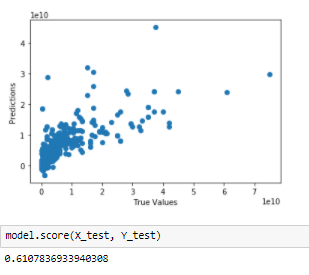 1e10
4
3
2
1
0
Predictions
0 1 2 3 4 5 6 7
True Values
1e10
model.score(X_test, Y_test)
0.6107836933940308